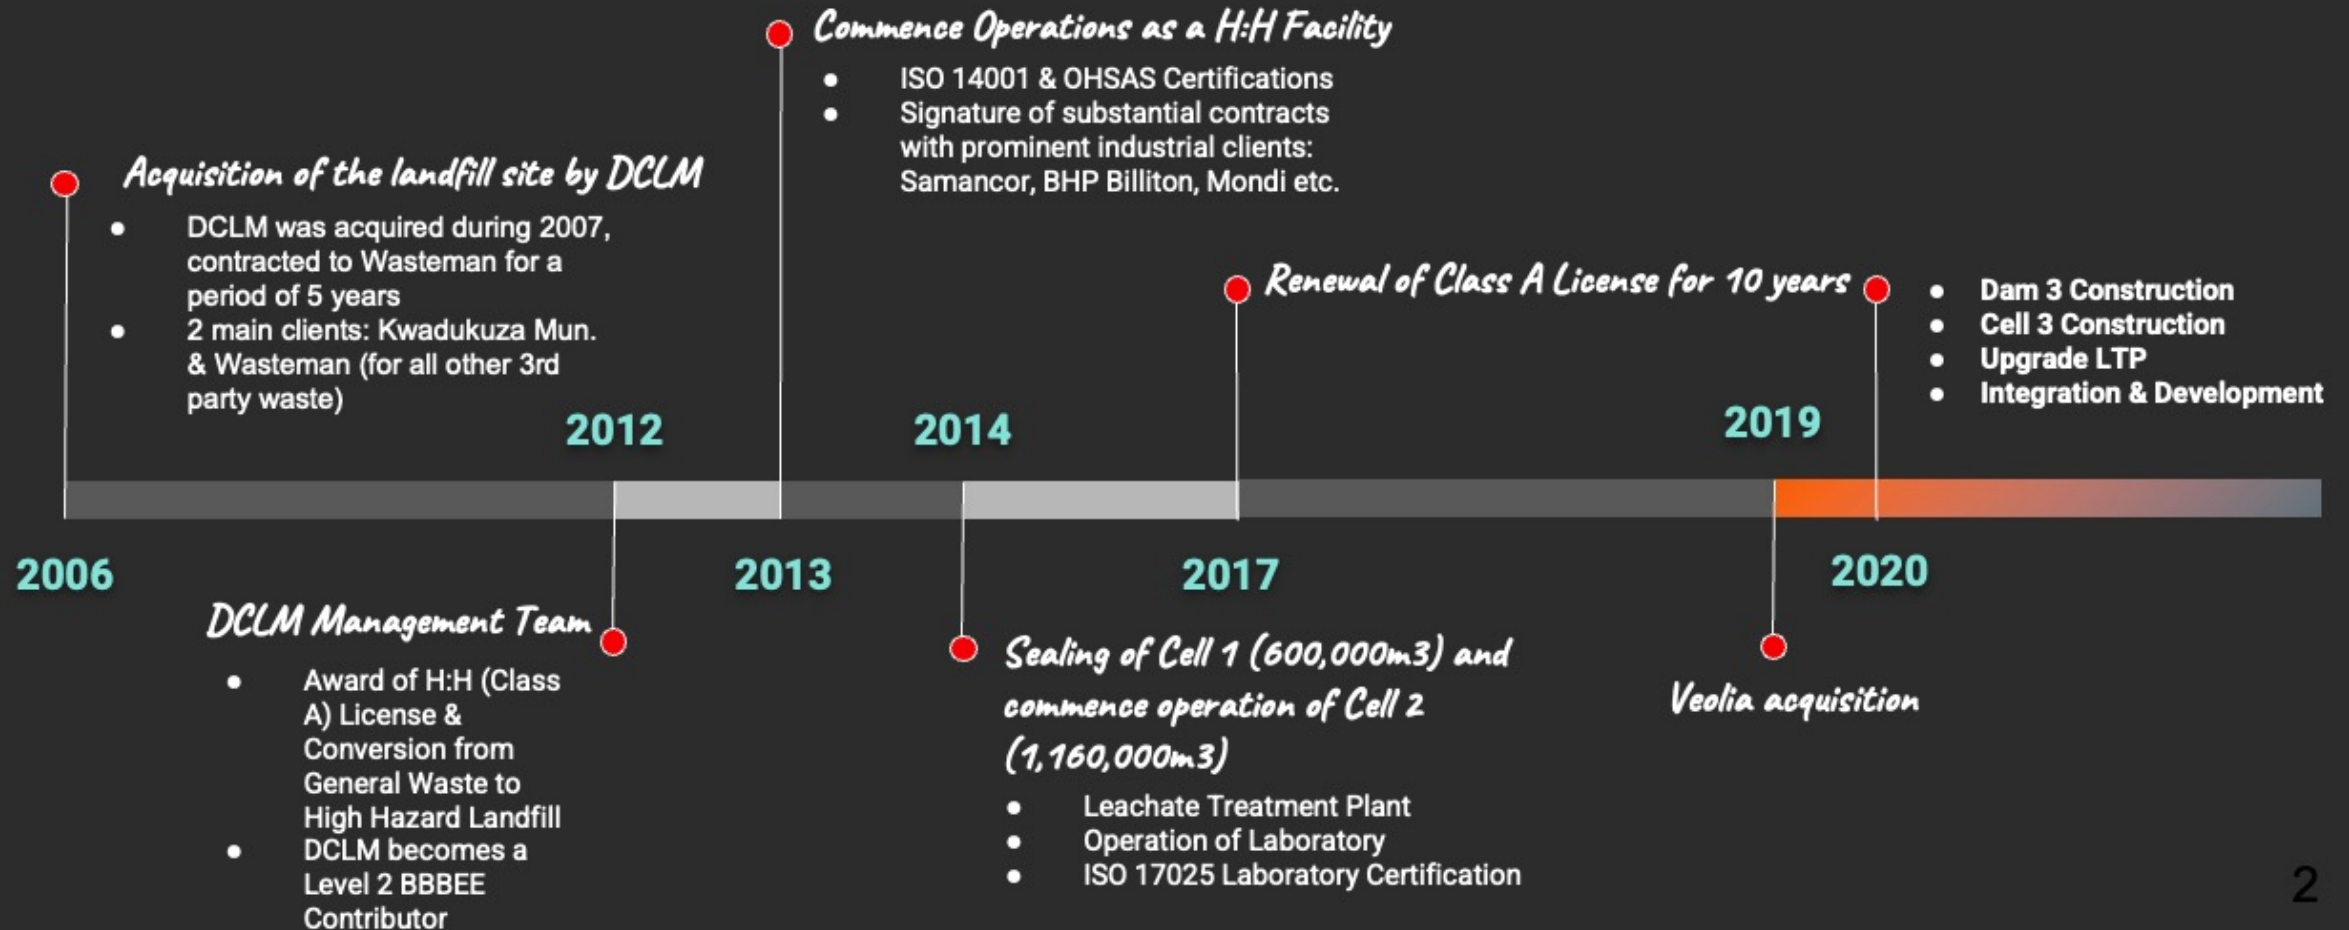 Commence Operations as a H:H Facility
● ISO 14001 & OHSAS Certifications
● Signature of substantial contracts
with prominent industrial clients:
Samancor, BHP Billiton, Mondi etc.
Acquisition of the landfill site by DCLM
● DCLM was acquired during 2007,
contracted to Wasteman for a
period of 5 years
● 2 main clients: Kwadukuza Mun.
& Wasteman (for all other 3rd
party waste)
Renewal of Class A License for 10 years
● Dam 3 Construction
● Cell 3 Construction
● Upgrade LTP
● Integration & Development
2012
2014
2019
2006
2013
2017
2020
DCLM Management Team
● Award of H:H (Class
A) License &
Conversion from
General Waste to
High Hazard Landfill
● DCLM becomes a
Level 2 BBBEE
Contributor
Sealing of Cell 1 (600,000m3) and
commence operation of Cell 2
(1,160,000m3)
● Leachate Treatment Plant
● Operation of Laboratory
● ISO 17025 Laboratory Certification
Veolia acquisition
2